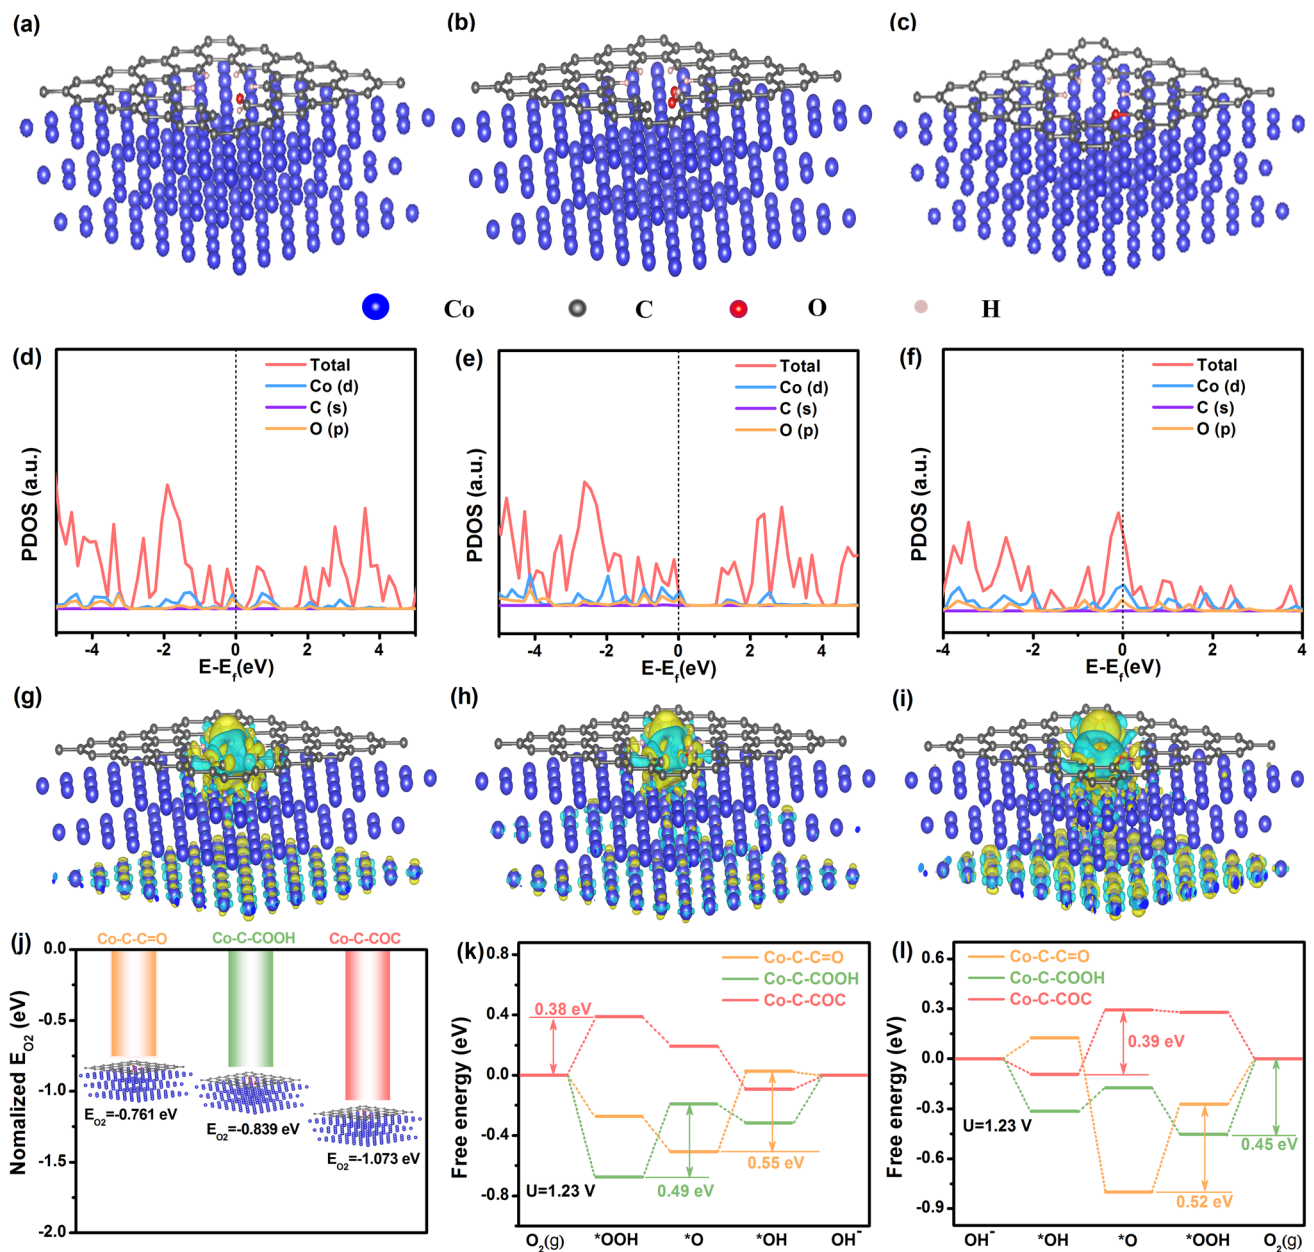 (a)
(b)
(c)
Co C O H
(d)
Total
Co (d)
C (s)
O (p)
PDOS (a.u.)
-4 -2 0 2 4
E-Ef(eV)
(e)
Total
Co (d)
C (s)
O (p)
PDOS (a.u.)
-4 -2 0 2 4
E-Ef(eV)
(f)
Total
Co (d)
C (s)
O (p)
PDOS (a.u.)
-4 -2 0 2 4
E-Ef(eV)
(g)
(h)
(i)
(j)
Co-C-C=O Co-C-COOH Co-C-COC
Nomalized EO2 (eV)
0.0
-0.5
-1.0
-1.5
-2.0
EO2=-0.761 eV
EO2=-0.839 eV
EO2=-1.073 eV
(k)
Co-C-C=O
Co-C-COOH
Co-C-COC
Free energy (eV)
0.8
0.4
0.0
-0.4
-0.8
0.38 eV
0.49 eV
0.55 eV
U=1.23 V
O2(g) *OOH *O *OH OH-
(l)
Co-C-C=O
Co-C-COOH
Co-C-COC
Free energy (eV)
0.6
0.3
0.0
-0.3
-0.6
-0.9
0.39 eV
0.45 eV
0.52 eV
U=1.23 V
OH- *OH *O *OOH O2(g)